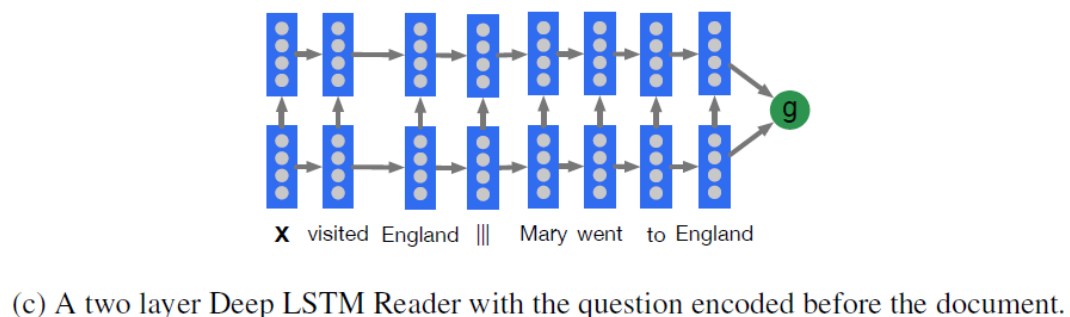 g
X visited England ||| Mary went to England
(c) A two layer Deep LSTM Reader with the question encoded before the document.